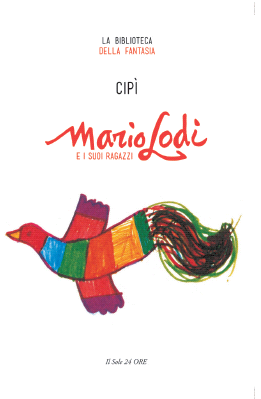 LA BIBLIOTECA
DELLA FANTASIA
CIPÌ
Mario Lodi
E I SUOI RAGAZZI
Il Sole 24 ORE